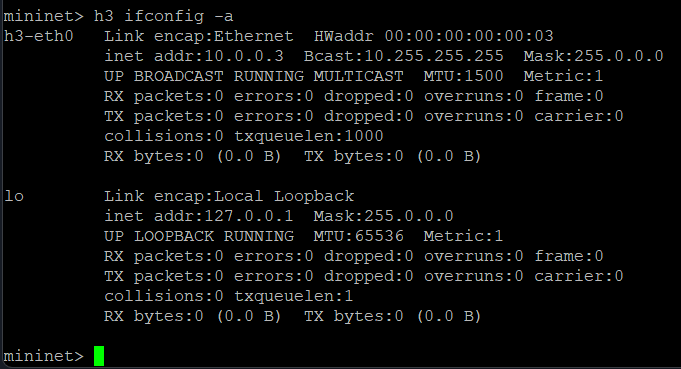 mininet> h3 ifconfig -a
h3-eth0   Link encap:Ethernet  HWaddr 00:00:00:00:00:03
          inet addr:10.0.0.3  Bcast:10.255.255.255  Mask:255.0.0.0
          UP BROADCAST RUNNING MULTICAST  MTU:1500  Metric:1
          RX packets:0 errors:0 dropped:0 overruns:0 frame:0
          TX packets:0 errors:0 dropped:0 overruns:0 carrier:0
          collisions:0 txqueuelen:1000
          RX bytes:0 (0.0 B)  TX bytes:0 (0.0 B)

lo        Link encap:Local Loopback
          inet addr:127.0.0.1  Mask:255.0.0.0
          UP LOOPBACK RUNNING  MTU:65536  Metric:1
          RX packets:0 errors:0 dropped:0 overruns:0 frame:0
          TX packets:0 errors:0 dropped:0 overruns:0 carrier:0
          collisions:0 txqueuelen:1
          RX bytes:0 (0.0 B)  TX bytes:0 (0.0 B)

mininet>